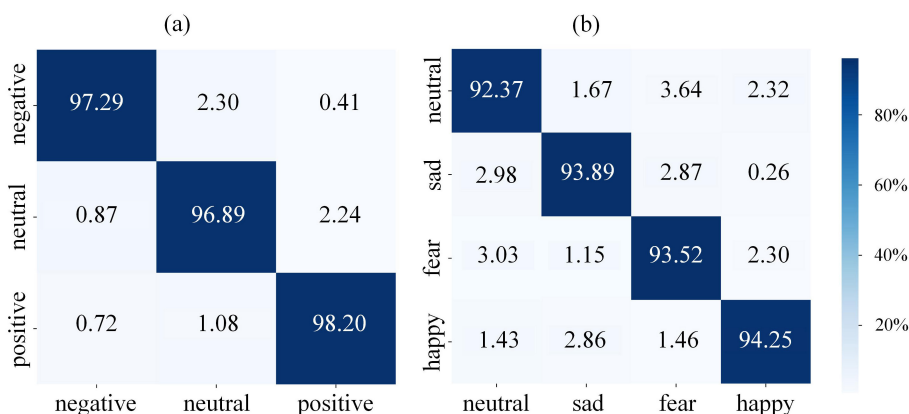 (a)
(b)
negative 97.29 2.30 0.41
neutral 0.87 96.89 2.24
positive 0.72 1.08 98.20
negative neutral positive
neutral 92.37 1.67 3.64 2.32
sad 2.98 93.89 2.87 0.26
fear 3.03 1.15 93.52 2.30
happy 1.43 2.86 1.46 94.25
neutral sad fear happy
80%
60%
40%
20%